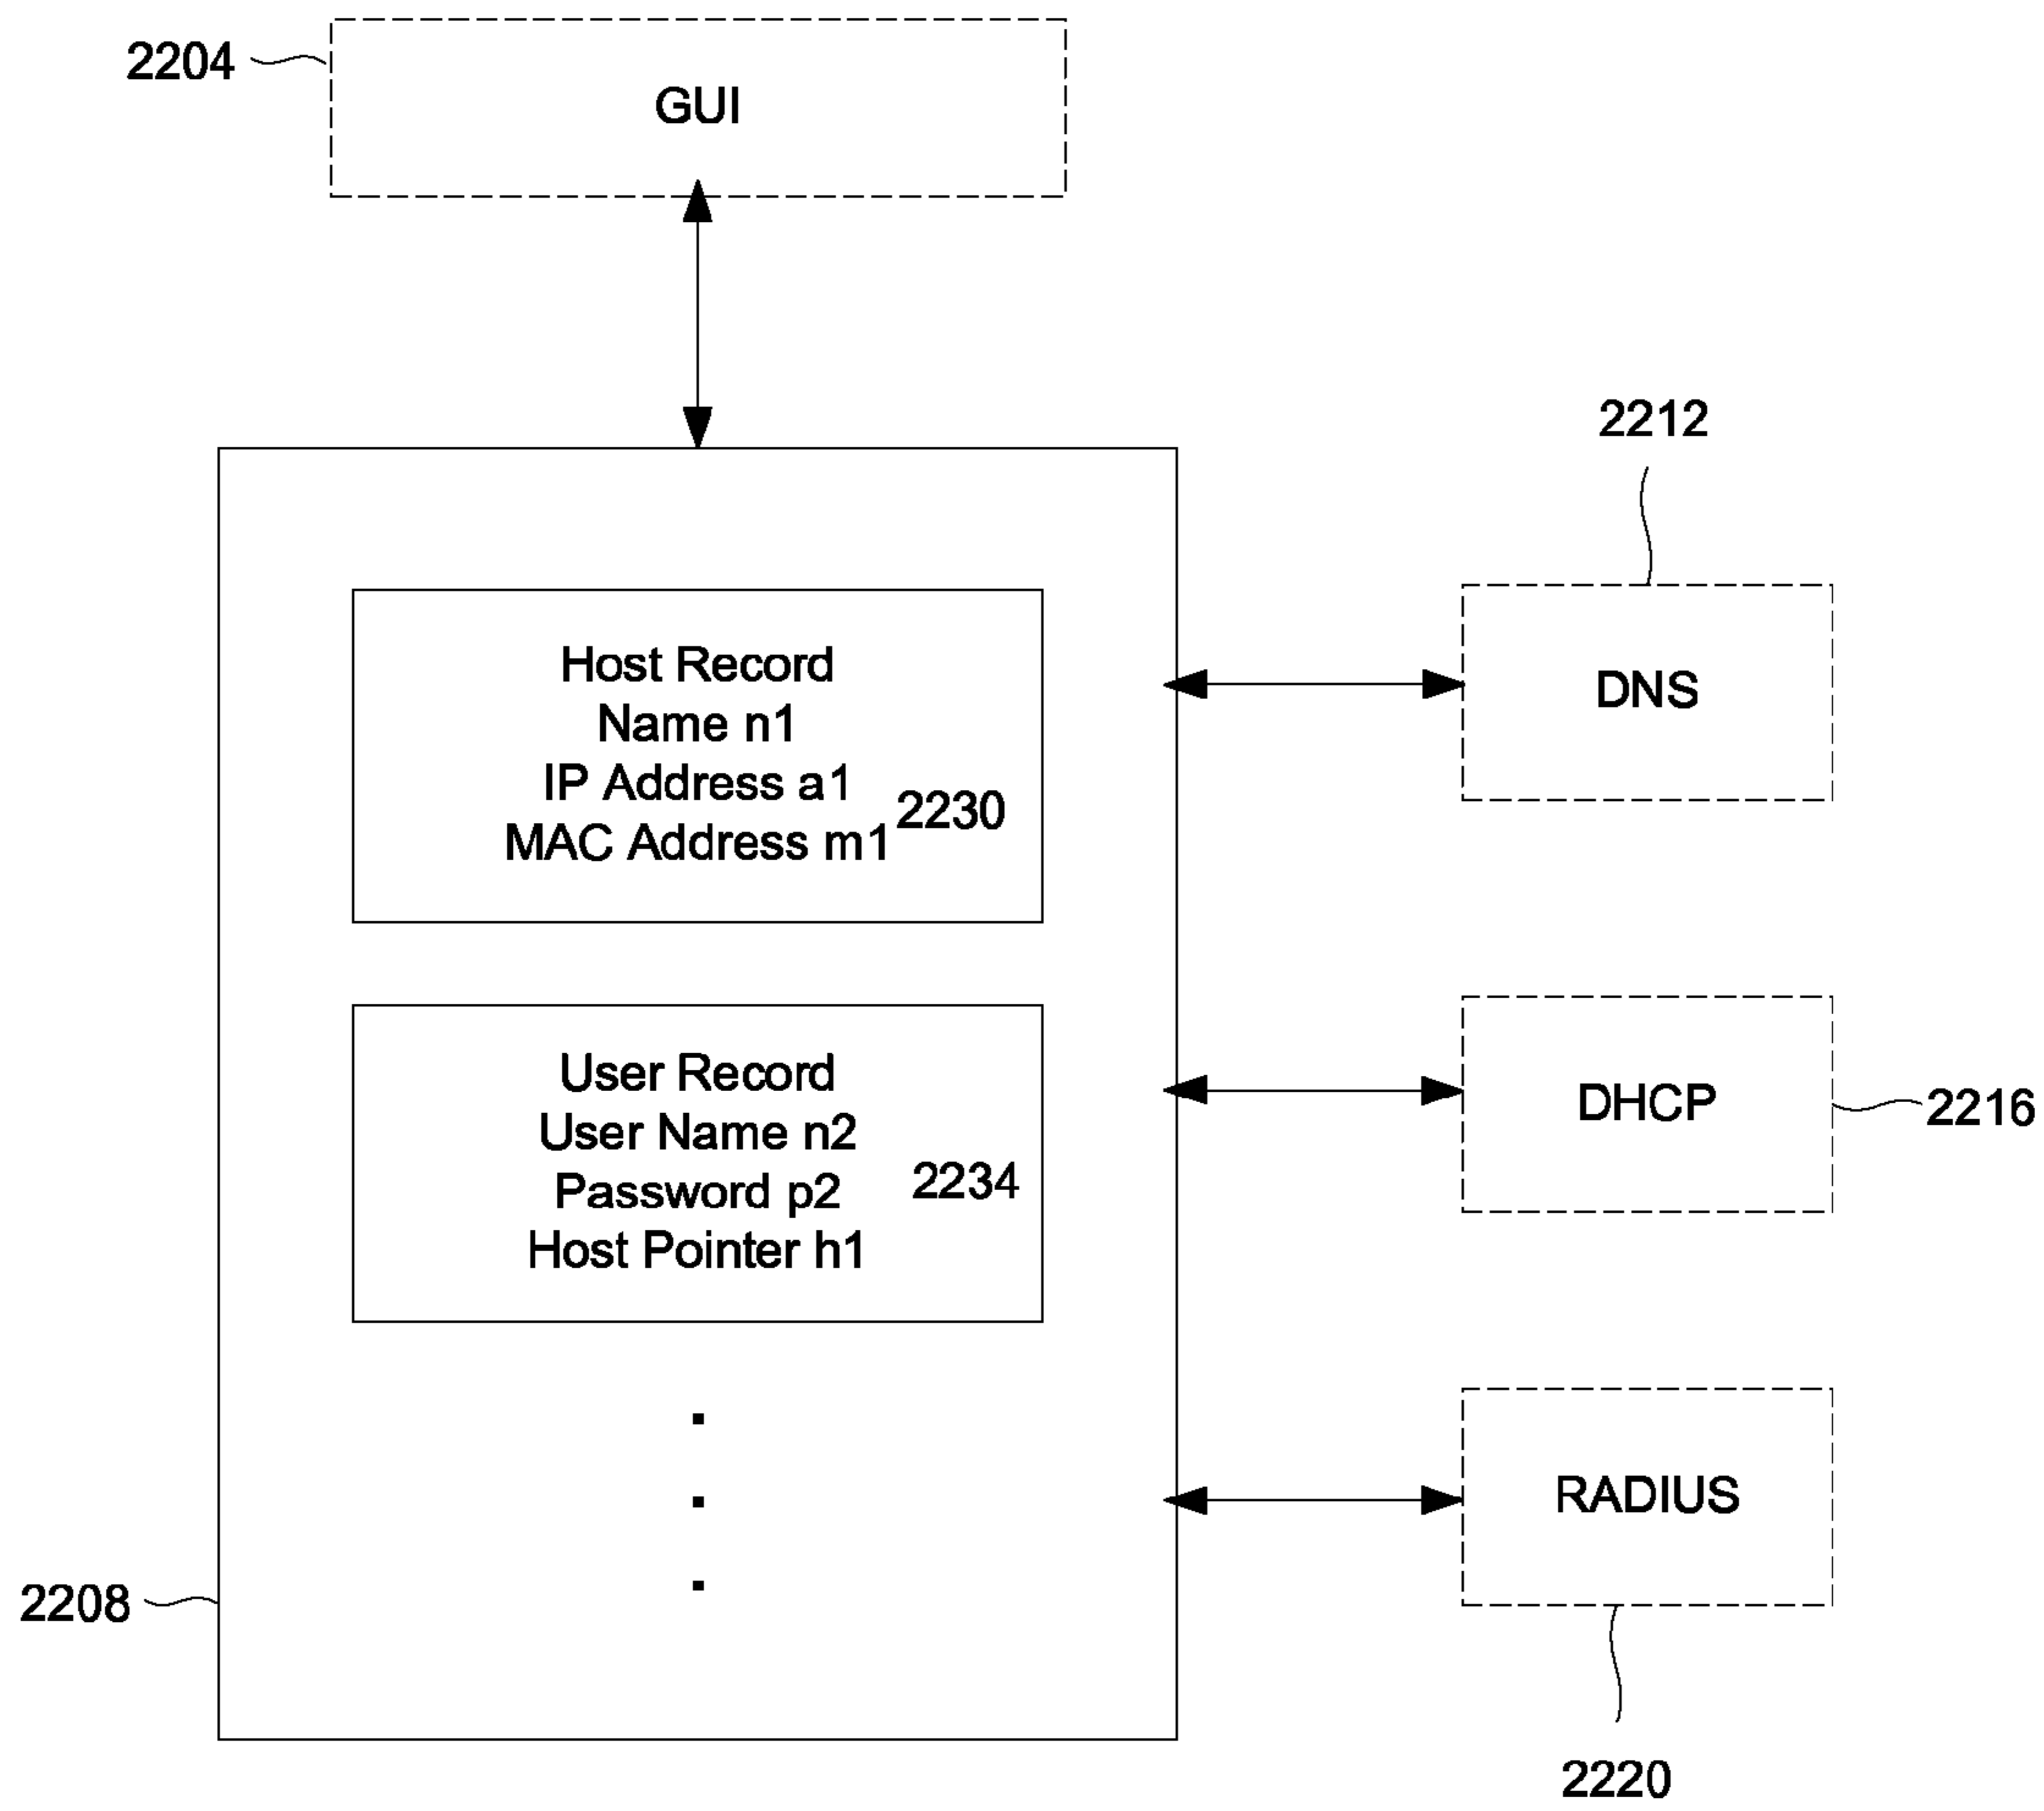 2204
GUI
2212
Host Record
Name n1
IP Address a1
MAC Address m1
2230
DNS
User Record
User Name n2
Password p2
Host Pointer h1
2234
DHCP
2216
RADIUS
2208
2220